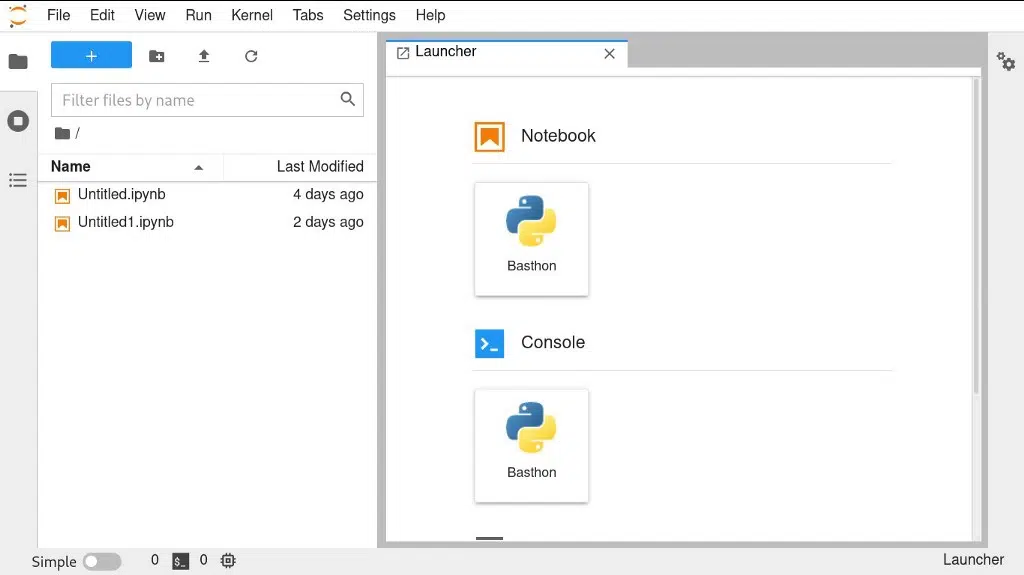 File Edit View Run Kernel Tabs Settings Help
+
Launcher
Filter files by name
/
Name Last Modified
Untitled.ipynb 4 days ago
Untitled1.ipynb 2 days ago
Notebook
Basthon
Console
Basthon
Simple 0 $_ 0 Launcher